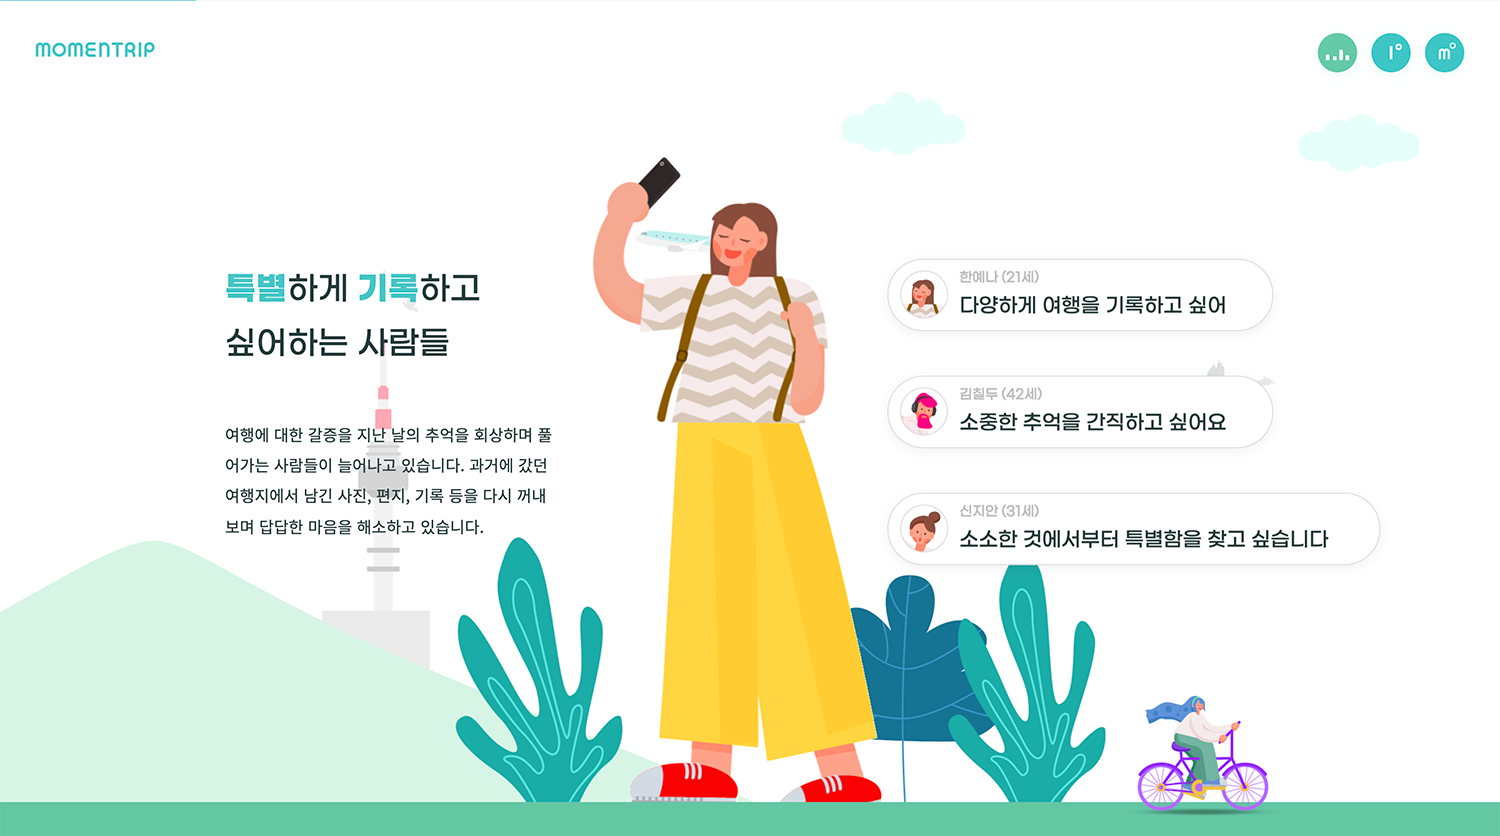 MOMENTRIP
특별하게 기록하고
싶어하는 사람들
여행에 대한 갈증을 지난 날의 추억을 회상하며 풀
어가는 사람들이 늘어나고 있습니다. 과거에 갔던
여행지에서 남긴 사진, 편지, 기록 등을 다시 꺼내
보며 답답한 마음을 해소하고 있습니다.
한예나 (21세)
다양하게 여행을 기록하고 싶어
김칠두 (42세)
소중한 추억을 간직하고 싶어요
신지안 (31세)
소소한 것에서부터 특별함을 찾고 싶습니다